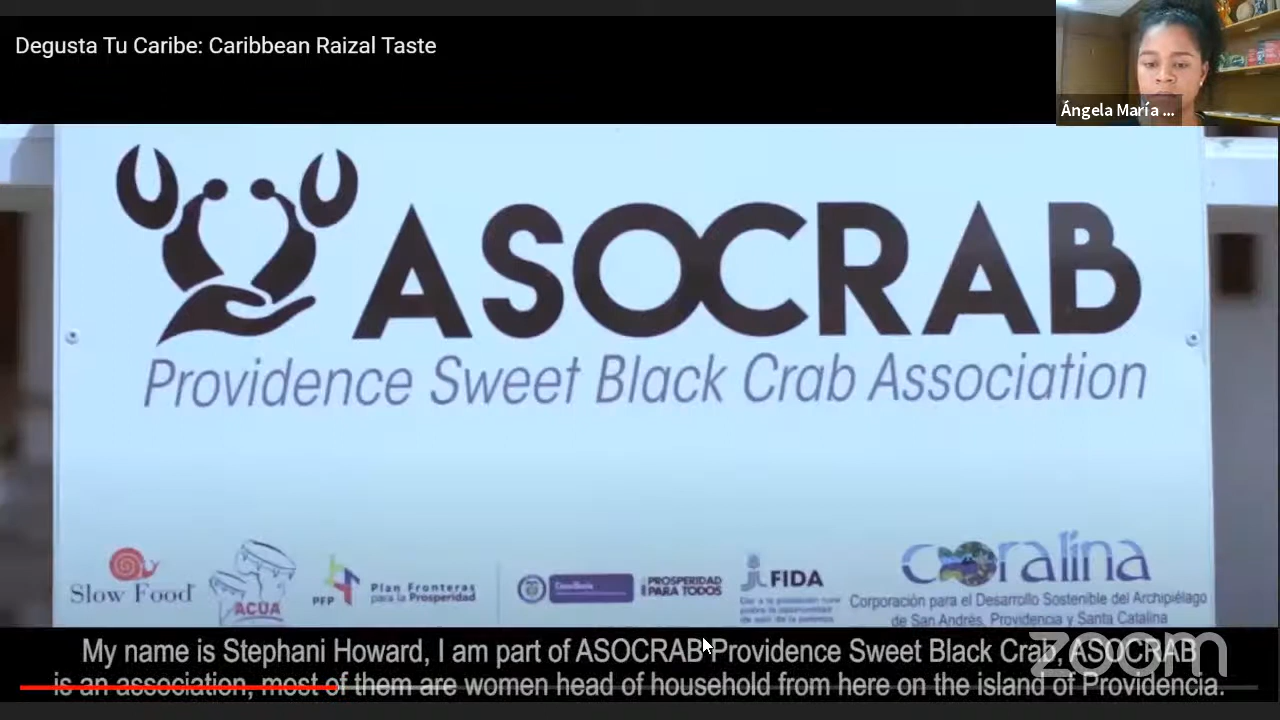 Degusta Tu Caribe: Caribbean Raizal Taste
Ángela María ...
ASOCRAB
Providence Sweet Black Crab Association
Slow Food
ACUA
PFP
Plan Fronteras
para la Prosperidad
Cancillería
PROSPERIDAD
PARA TODOS
FIDA
coralina
Corporación para el Desarrollo Sostenible del Archipiélago
de San Andrés, Providencia y Santa Catalina
My name is Stephani Howard, I am part of ASOCRAB Providence Sweet Black Crab, ASOCRAB
is an association, most of them are women head of household from here on the island of Providencia.
zoom